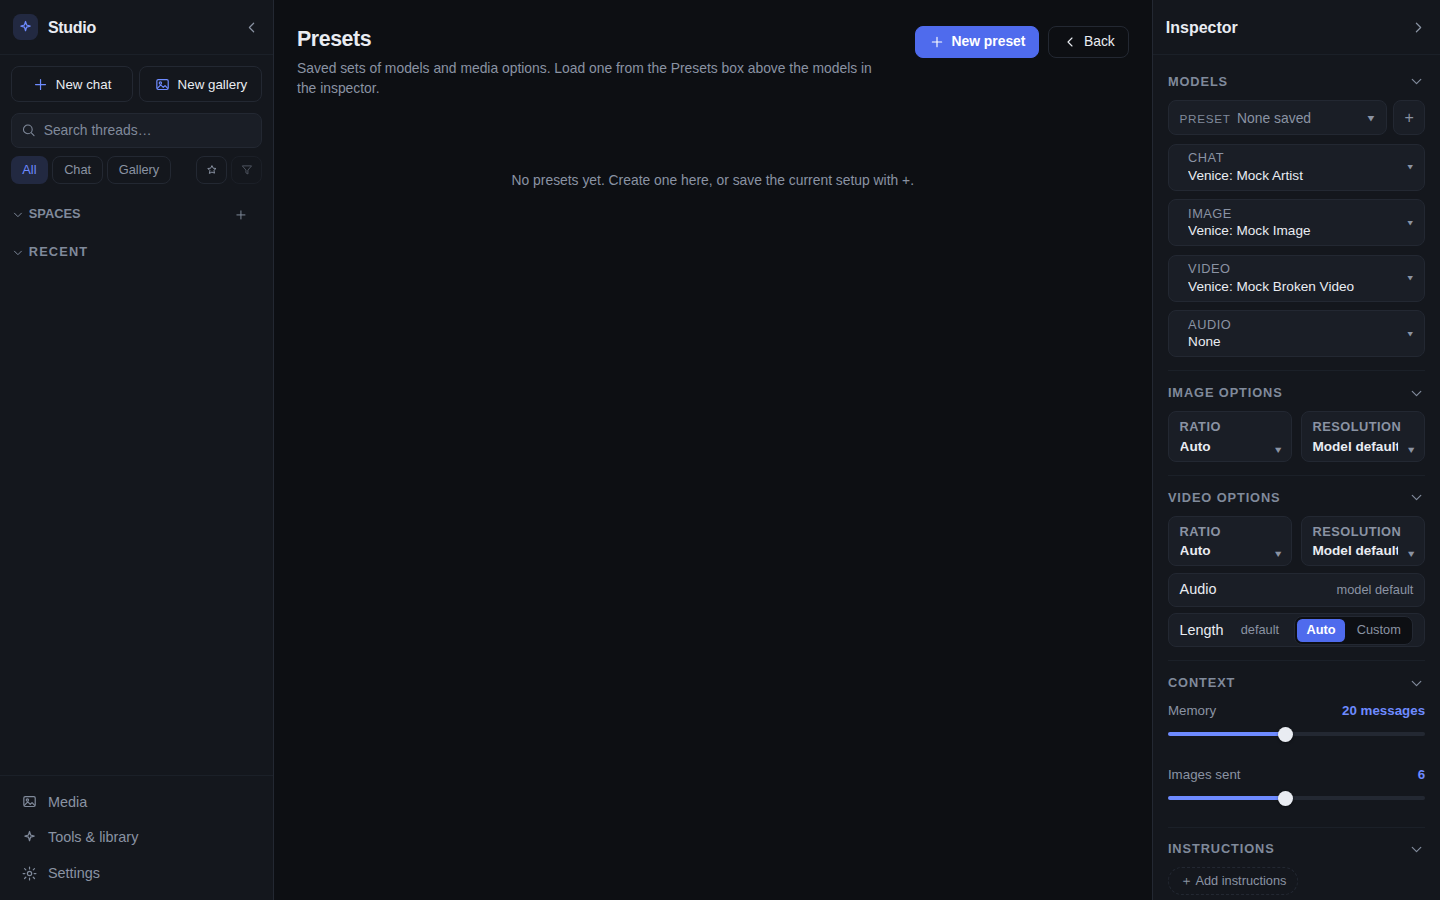 Studio
New chat
New gallery
Search threads…
All
Chat
Gallery
SPACES
RECENT
Media
Tools & library
Settings
Presets
Saved sets of models and media options. Load one from the Presets box above the models in
the inspector.
New preset
Back
No presets yet. Create one here, or save the current setup with +.
Inspector
MODELS
PRESET None saved
+
CHAT
Venice: Mock Artist
IMAGE
Venice: Mock Image
VIDEO
Venice: Mock Broken Video
AUDIO
None
IMAGE OPTIONS
RATIO
Auto
RESOLUTION
Model default
VIDEO OPTIONS
RATIO
Auto
RESOLUTION
Model default
Audio
model default
Length
default
Auto
Custom
CONTEXT
Memory
20 messages
Images sent
6
INSTRUCTIONS
+ Add instructions